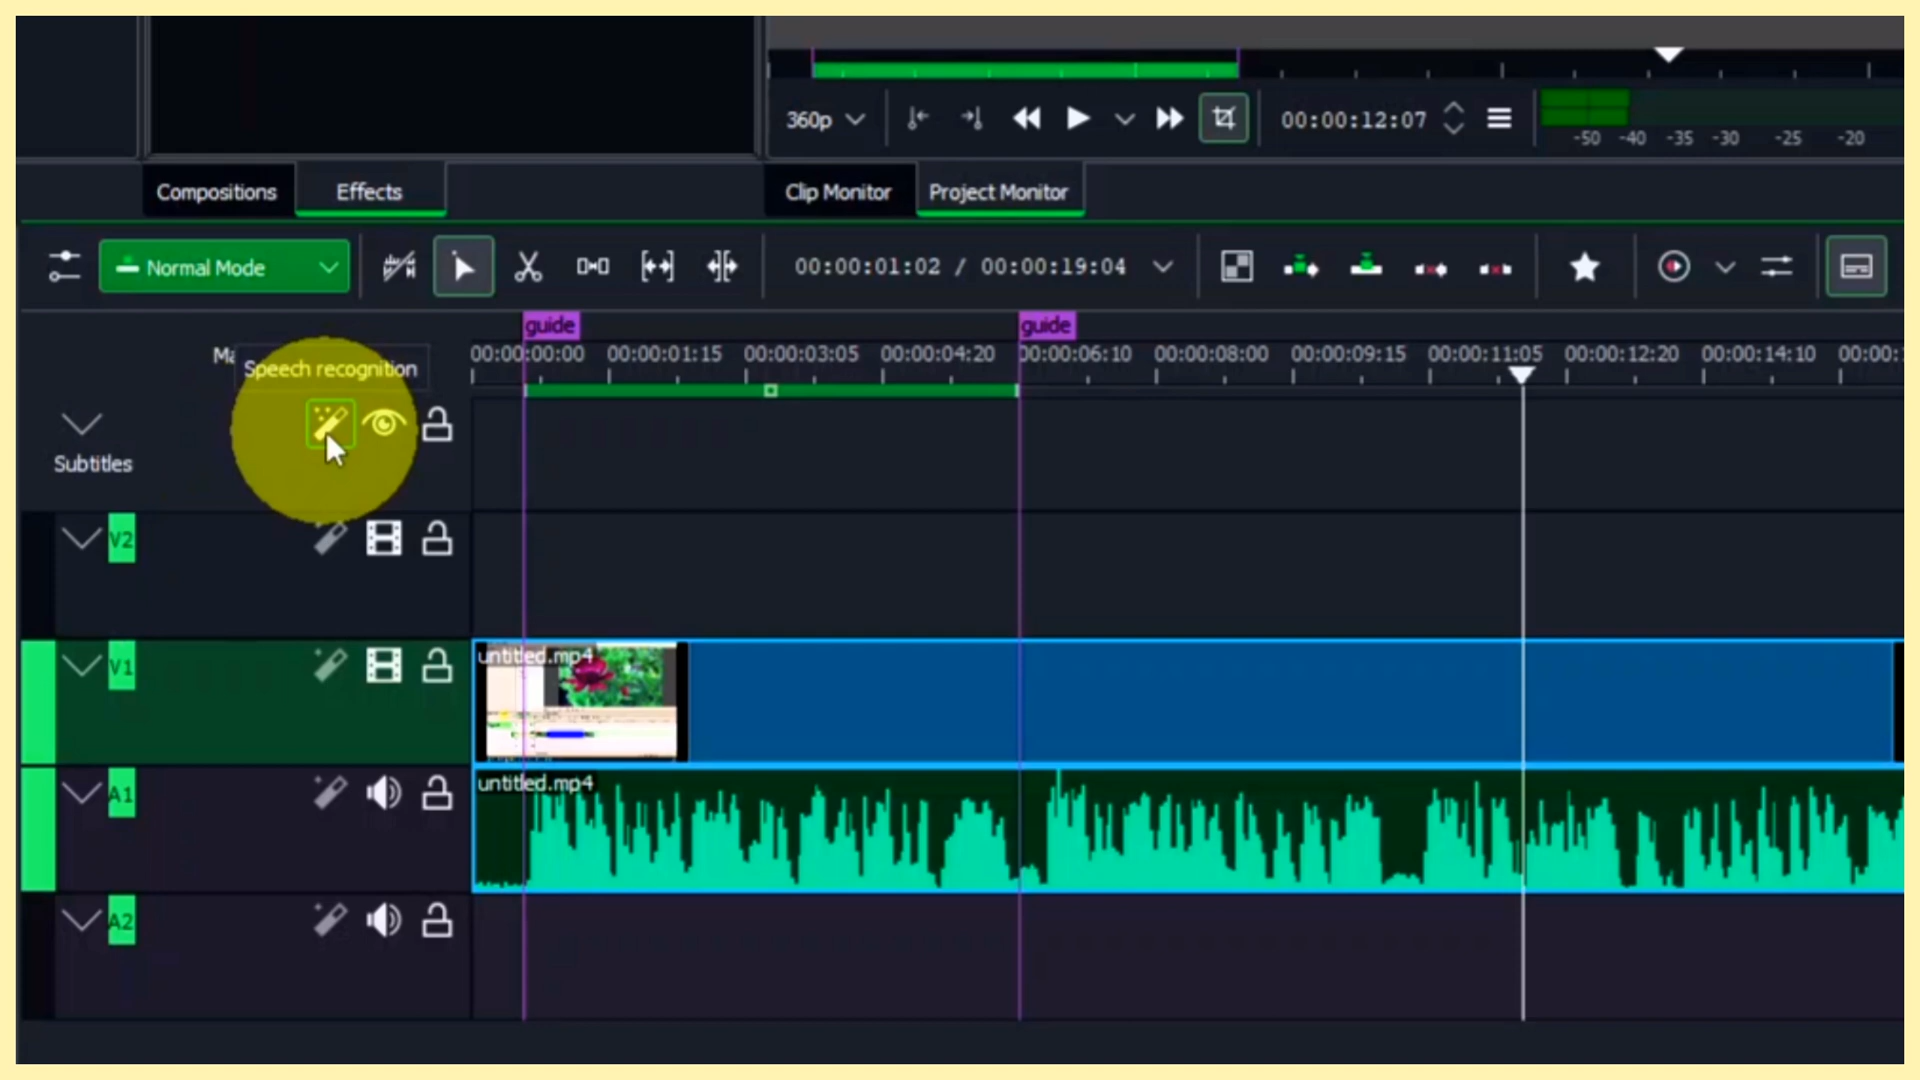 360p
00:00:12:07
-50 -40 -35 -30 -25 -20
Compositions Effects
Clip Monitor Project Monitor
Normal Mode
00:00:01:02 / 00:00:19:04
guide guide
00:00:00:00 00:00:01:15 00:00:03:05 00:00:04:20 00:00:06:10 00:00:08:00 00:00:09:15 00:00:11:05 00:00:12:20 00:00:14:10 00:00:
Speech recognition
Subtitles
V2
V1
untitled.mp4
A1
untitled.mp4
A2